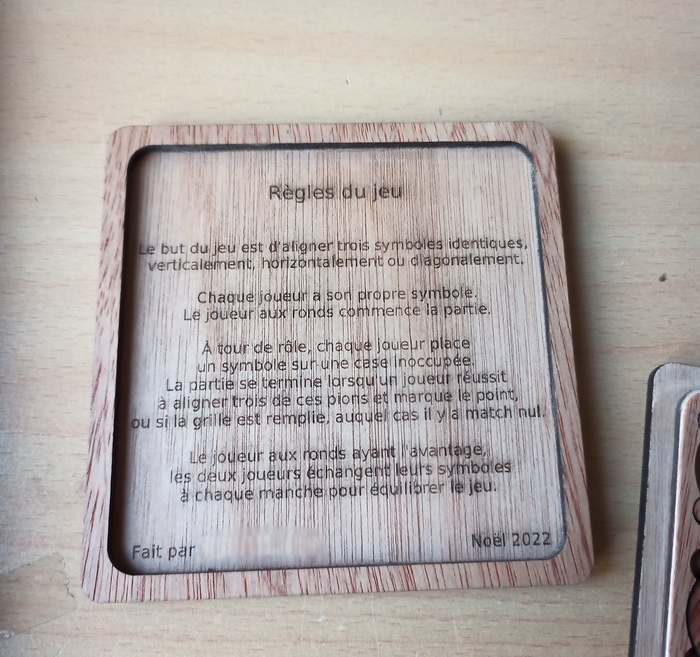 Règles du jeu
Le but du jeu est d'aligner trois symboles identiques,
verticalement, horizontalement ou diagonalement.
Chaque joueur a son propre symbole.
Le joueur aux ronds commence la partie.
À tour de rôle, chaque joueur place
un symbole sur une case inoccupée.
La partie se termine lorsqu'un joueur réussit
à aligner trois de ces pions et marque le point,
ou si la grille est remplie, auquel cas il y a match nul.
Le joueur aux ronds ayant l'avantage,
les deux joueurs échangent leurs symboles
à chaque manche pour équilibrer le jeu.
Fait par
Noël 2022